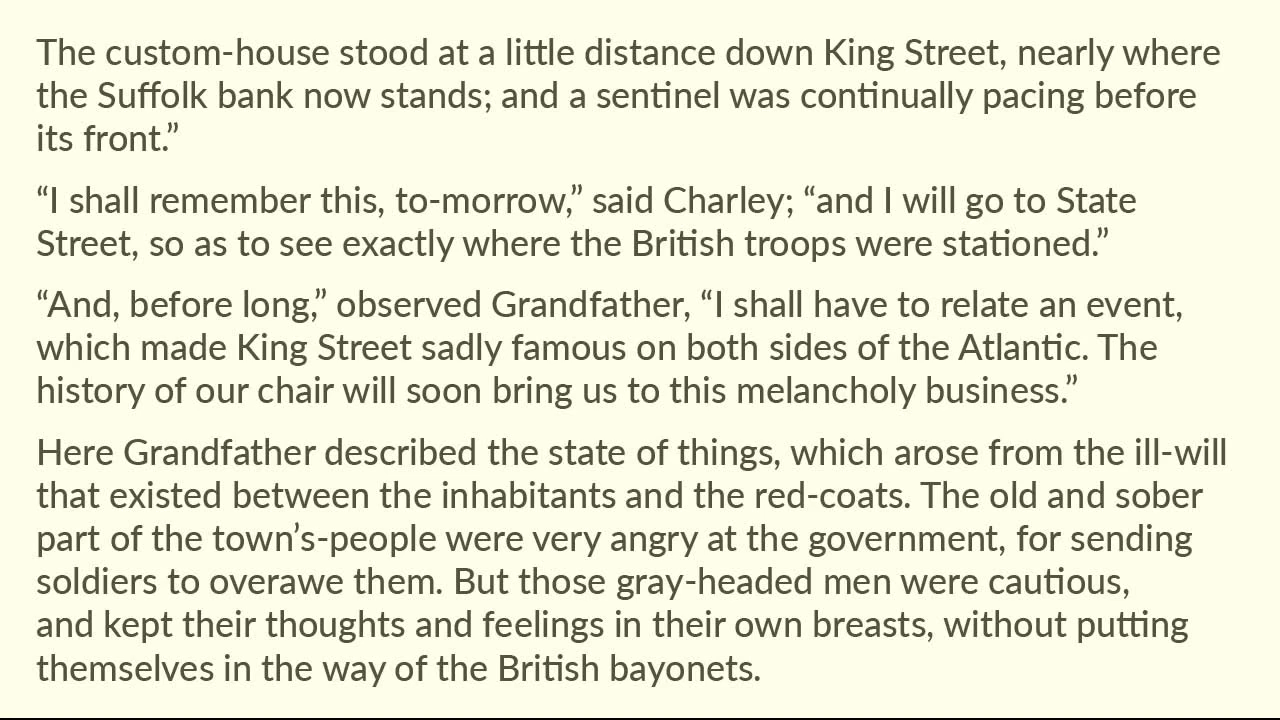 The custom-house stood at a little distance down King Street, nearly where
the Suffolk bank now stands; and a sentinel was continually pacing before
its front.”
“I shall remember this, to-morrow,” said Charley; “and I will go to State
Street, so as to see exactly where the British troops were stationed.”
“And, before long,” observed Grandfather, “I shall have to relate an event,
which made King Street sadly famous on both sides of the Atlantic. The
history of our chair will soon bring us to this melancholy business.”
Here Grandfather described the state of things, which arose from the ill-will
that existed between the inhabitants and the red-coats. The old and sober
part of the town’s-people were very angry at the government, for sending
soldiers to overawe them. But those gray-headed men were cautious,
and kept their thoughts and feelings in their own breasts, without putting
themselves in the way of the British bayonets.